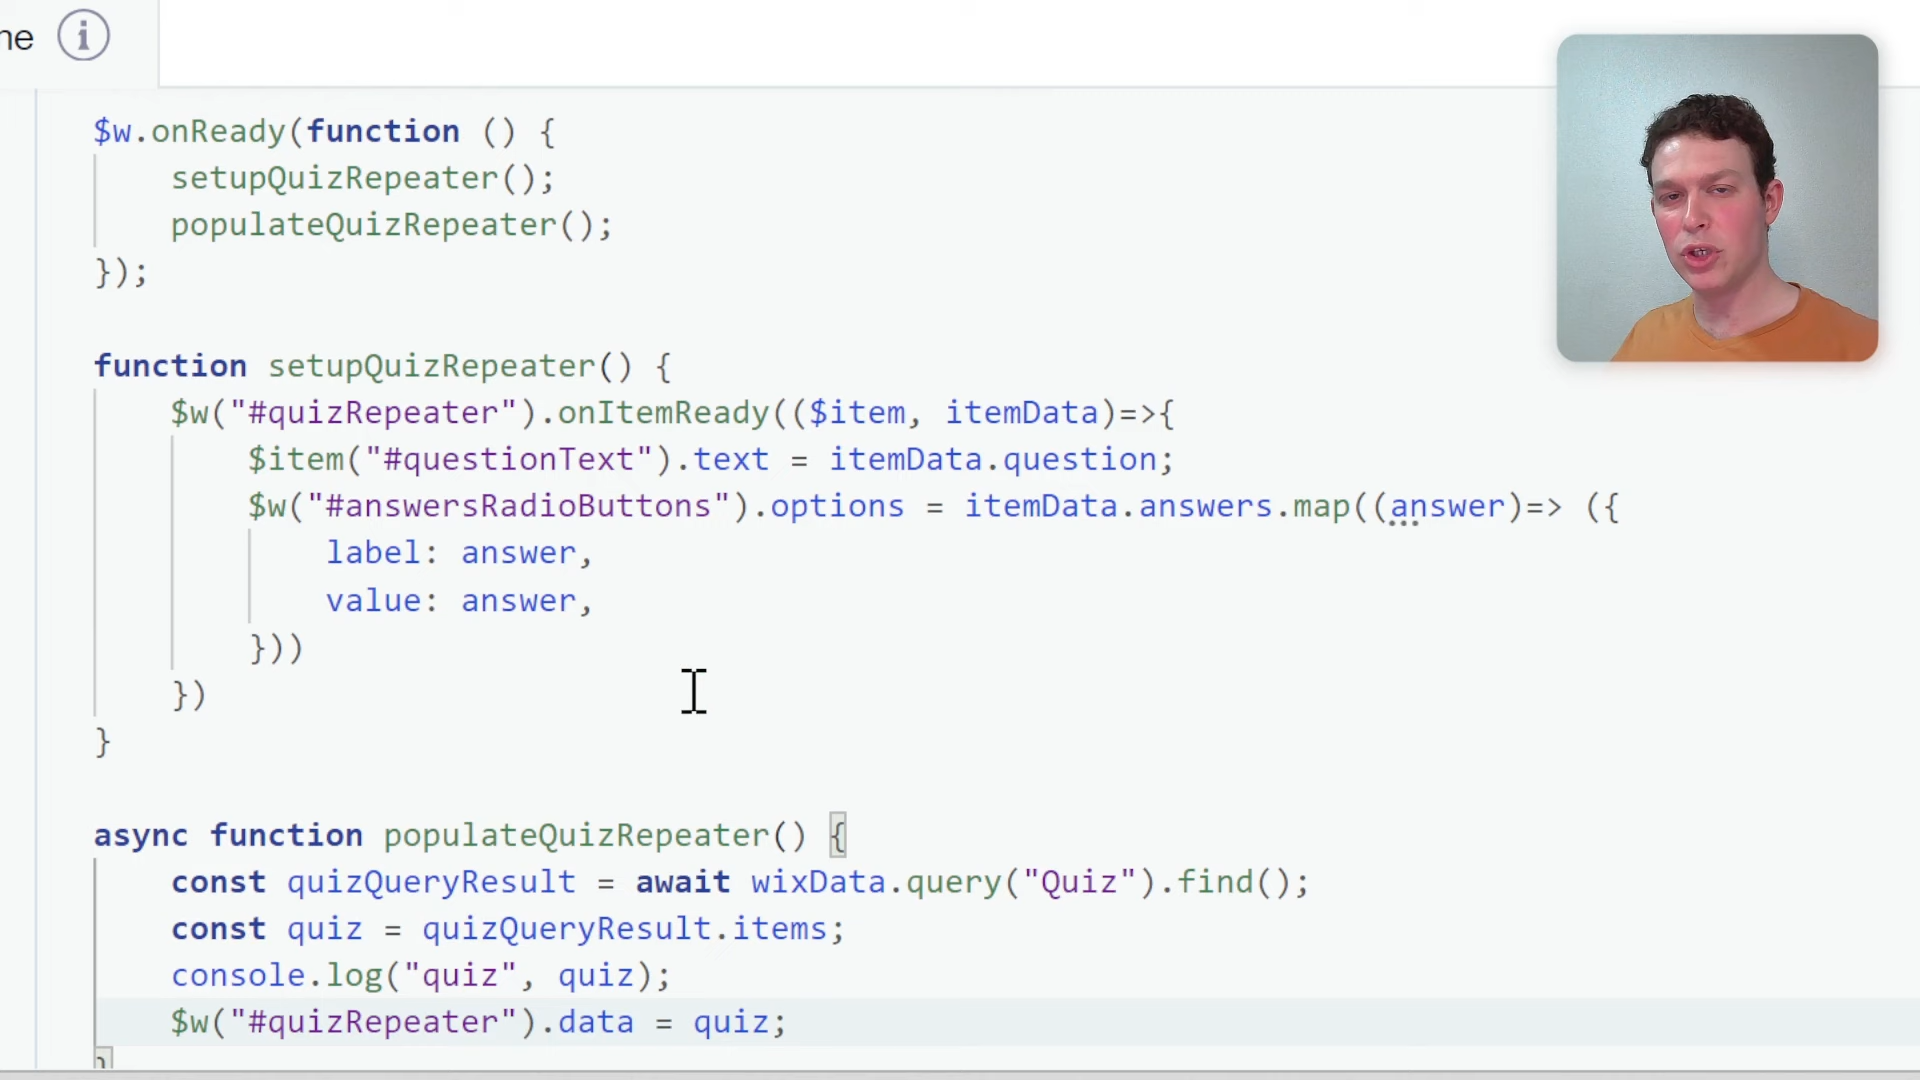 ne
$w.onReady(function () {
setupQuizRepeater();
populateQuizRepeater();
});
function setupQuizRepeater() {
$w("#quizRepeater").onItemReady(($item, itemData)=>{
$item("#questionText").text = itemData.question;
$w("#answersRadioButtons").options = itemData.answers.map((answer)=> ({
label: answer,
value: answer,
}))
})
}
async function populateQuizRepeater() {
const quizQueryResult = await wixData.query("Quiz").find();
const quiz = quizQueryResult.items;
console.log("quiz", quiz);
$w("#quizRepeater").data = quiz;
}